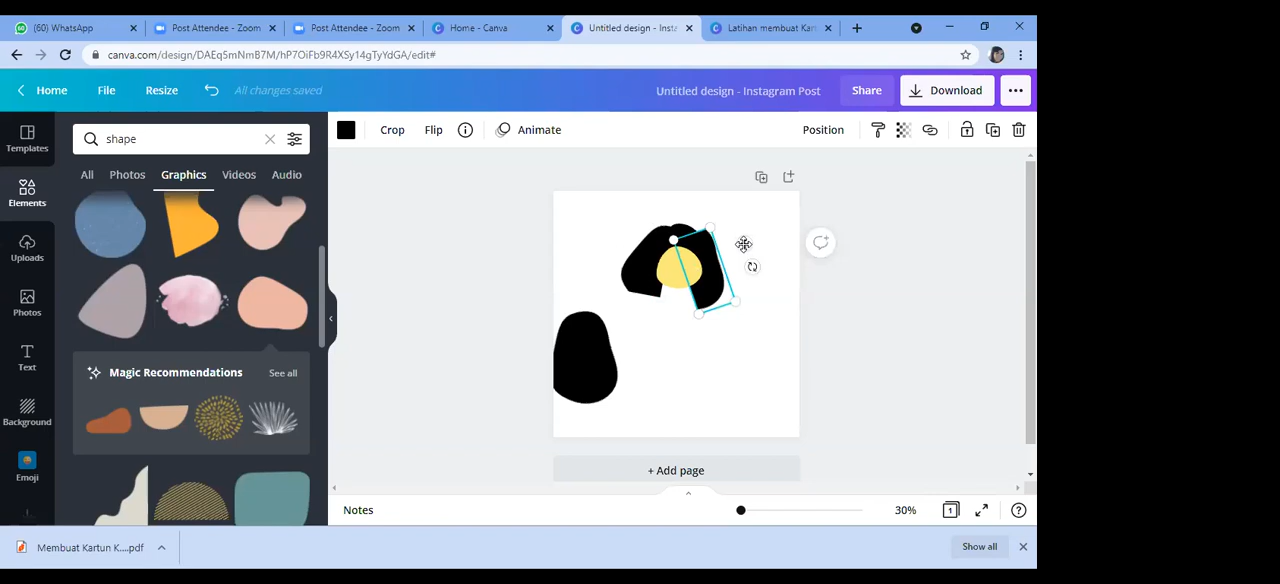 (60) WhatsApp
Post Attendee - Zoom
Post Attendee - Zoom
Home - Canva
Untitled design - Insta
Latihan membuat Kar
canva.com/design/DAEq5mNmB7M/hP7OiFb9R4XSy14gTyYdGA/edit#
Home
File
Resize
All changes saved
Untitled design - Instagram Post
Share
Download
Templates
Elements
Uploads
Photos
Text
Background
Emoji
shape
All
Photos
Graphics
Videos
Audio
Magic Recommendations
See all
Crop
Flip
Animate
Position
+ Add page
Notes
30%
1
Membuat Kartun K....pdf
Show all